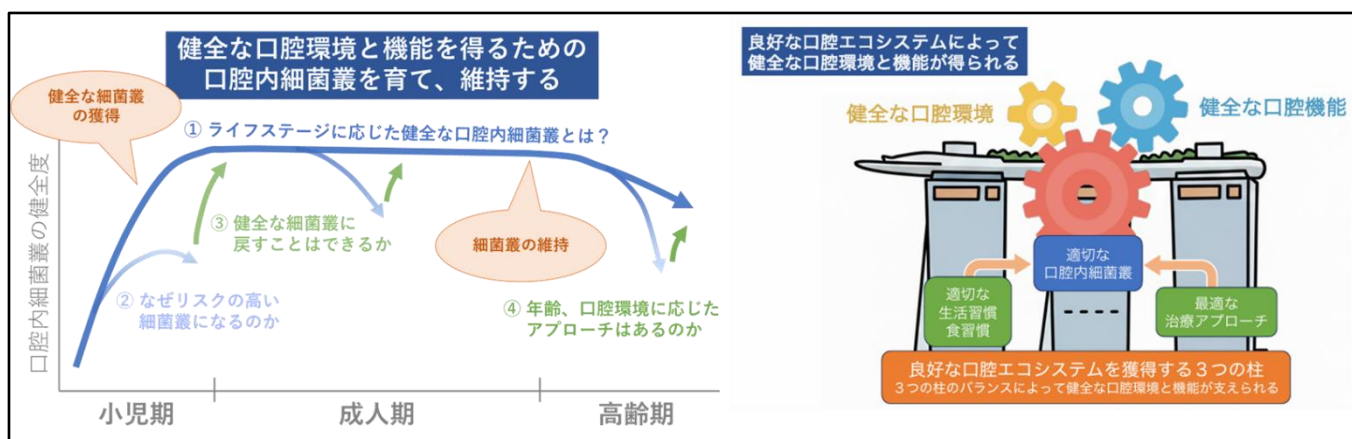 健全な口腔環境と機能を得るための
口腔内細菌叢を育て、維持する
健全な細菌叢
の獲得
① ライフステージに応じた健全な口腔内細菌叢とは？
口腔内細菌叢の健全度
③ 健全な細菌叢に
戻すことはできるか
細菌叢の維持
② なぜリスクの高い
細菌叢になるのか
④ 年齢、口腔環境に応じた
アプローチはあるのか
小児期
成人期
高齢期
良好な口腔エコシステムによって
健全な口腔環境と機能が得られる
健全な口腔環境
健全な口腔機能
適切な
口腔内細菌叢
適切な
生活習慣
食習慣
最適な
治療アプローチ
良好な口腔エコシステムを獲得する３つの柱
３つの柱のバランスによって健全な口腔環境と機能が支えられる